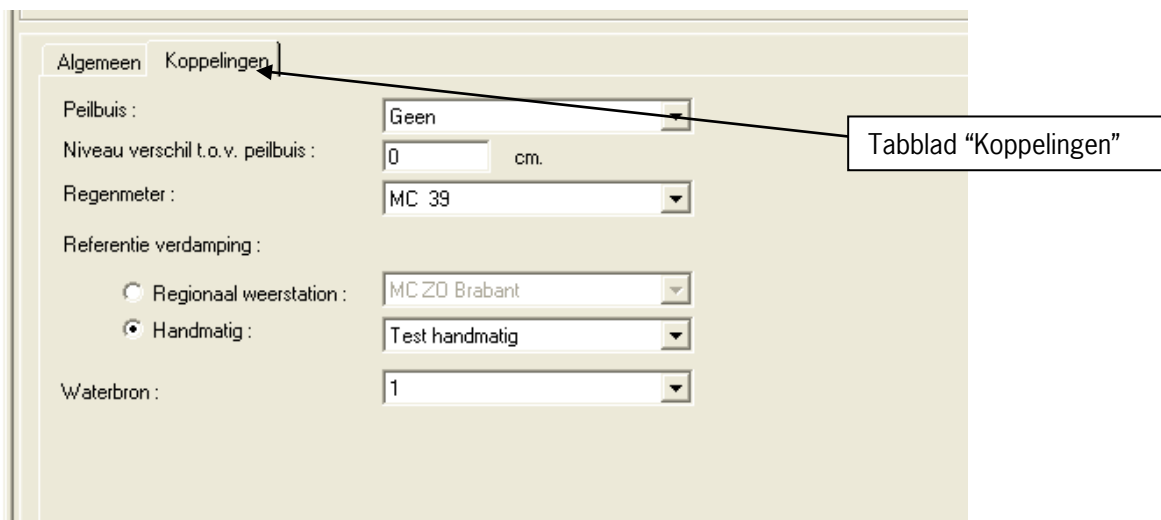 Algemeen Koppelingen
Peilbuis : Geen
Niveau verschil t.o.v. peilbuis : 0 cm.
Regenmeter : MC 39
Referentie verdamping :
Regionaal weerstation : MC ZO Brabant
Handmatig : Test handmatig
Waterbron : 1
Tabblad “Koppelingen”